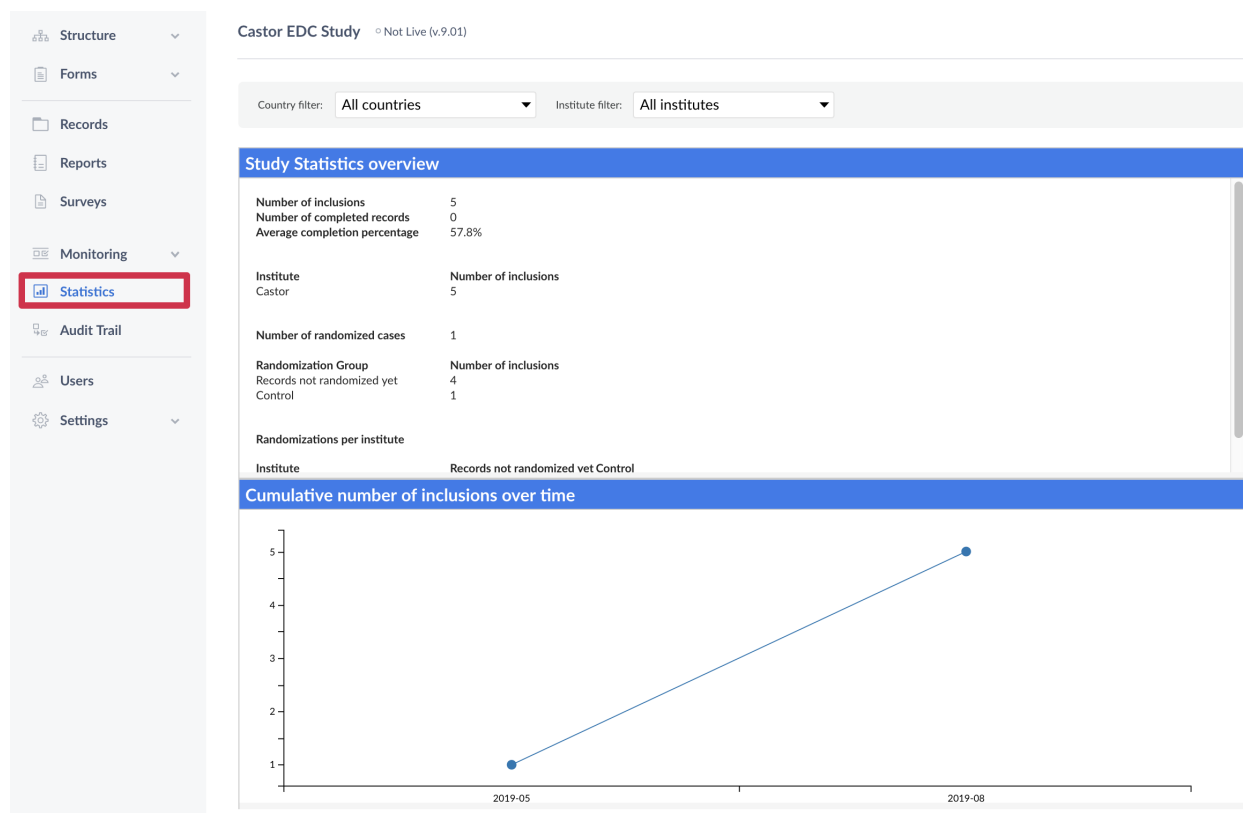 Structure
Forms
Records
Reports
Surveys
Monitoring
Statistics
Audit Trail
Users
Settings
Castor EDC Study Not Live (v.9.01)
Country filter: All countries Institute filter: All institutes
Study Statistics overview
Number of inclusions 5
Number of completed records 0
Average completion percentage 57.8%
Institute Number of inclusions
Castor 5
Number of randomized cases 1
Randomization Group Number of inclusions
Records not randomized yet 4
Control 1
Randomizations per institute
Institute Records not randomized yet Control
Cumulative number of inclusions over time
5
4
3
2
1
2019-05 2019-08